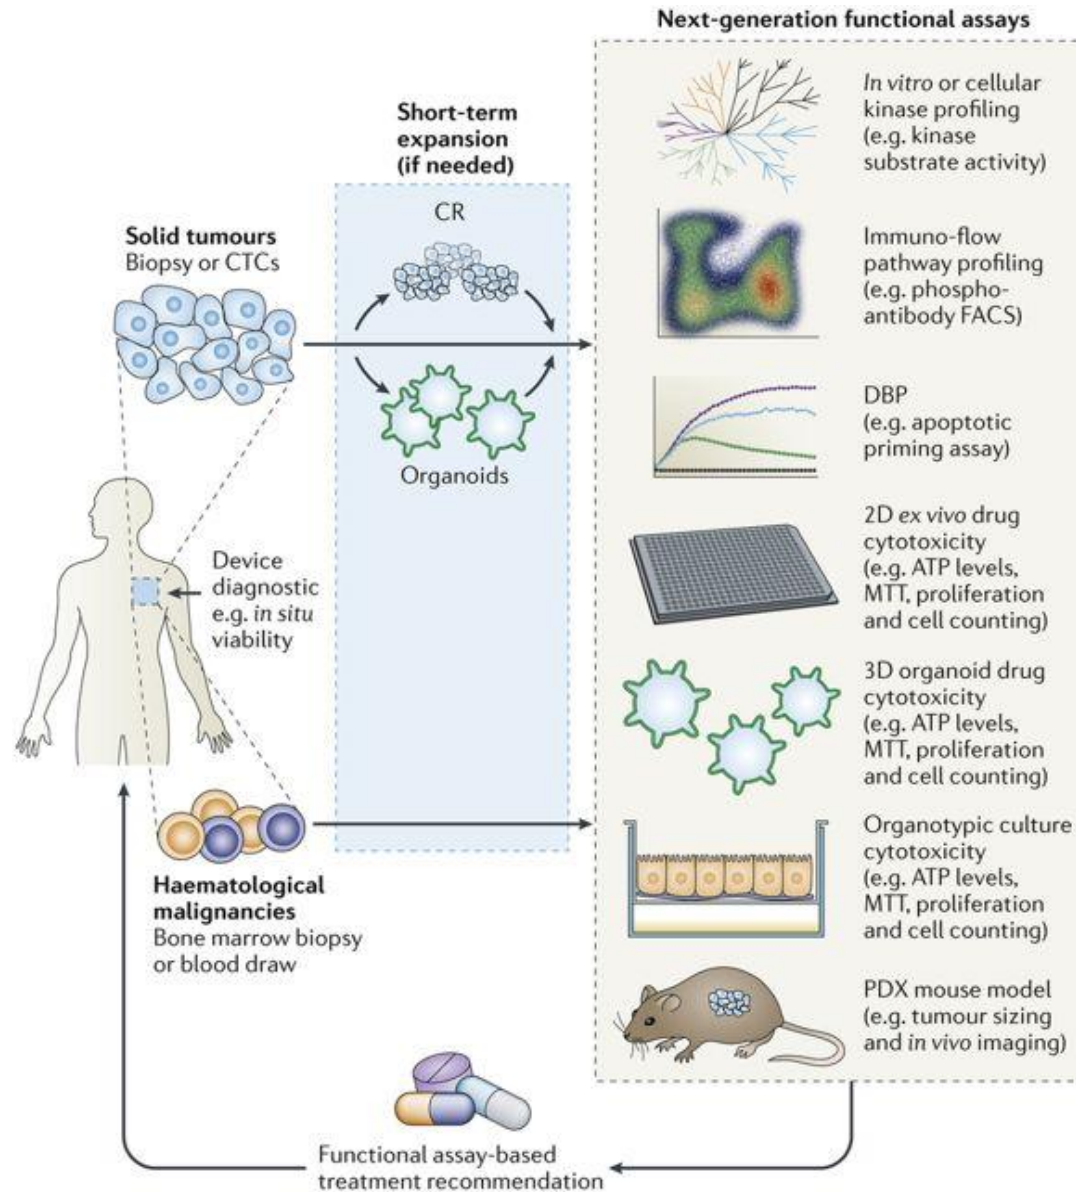 Next-generation functional assays
In vitro or cellular
kinase profiling
(e.g. kinase
substrate activity)
Short-term
expansion
(if needed)
CR
Solid tumours
Biopsy or CTCs
Immuno-flow
pathway profiling
(e.g. phospho-
antibody FACS)
Organoids
DBP
(e.g. apoptotic
priming assay)
Device
diagnostic
e.g. in situ
viability
2D ex vivo drug
cytotoxicity
(e.g. ATP levels,
MTT, proliferation
and cell counting)
3D organoid drug
cytotoxicity
(e.g. ATP levels,
MTT, proliferation
and cell counting)
Haematological
malignancies
Bone marrow biopsy
or blood draw
Organotypic culture
cytotoxicity
(e.g. ATP levels,
MTT, proliferation
and cell counting)
PDX mouse model
(e.g. tumour sizing
and in vivo imaging)
Functional assay-based
treatment recommendation